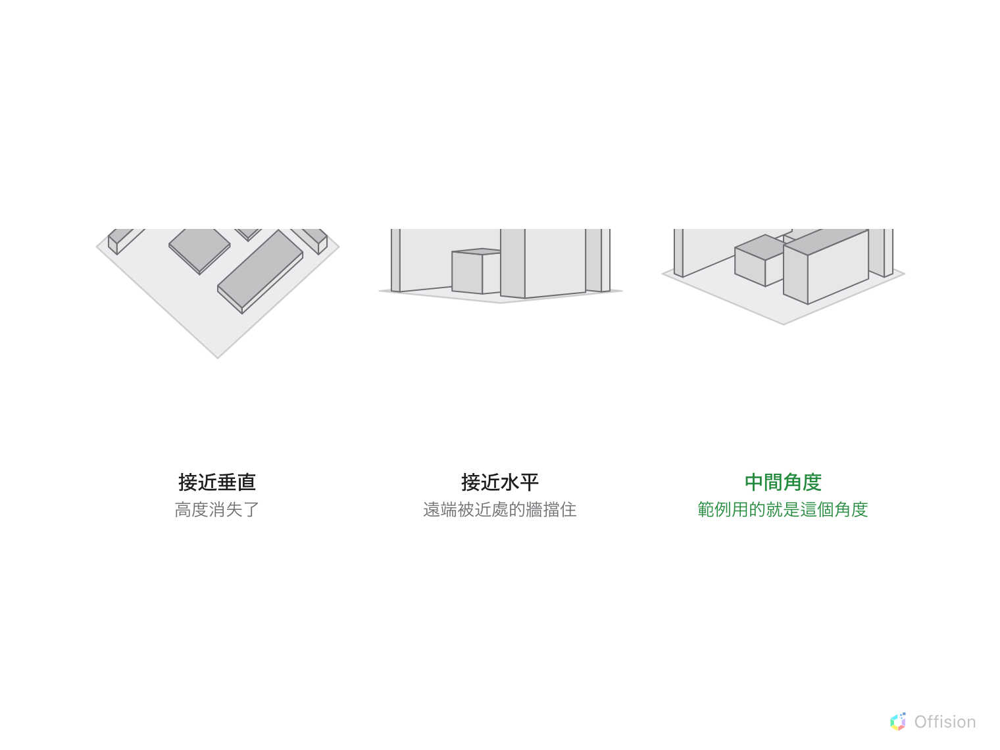 接近垂直
高度消失了
接近水平
遠端被近處的牆擋住
中間角度
範例用的就是這個角度
Offision